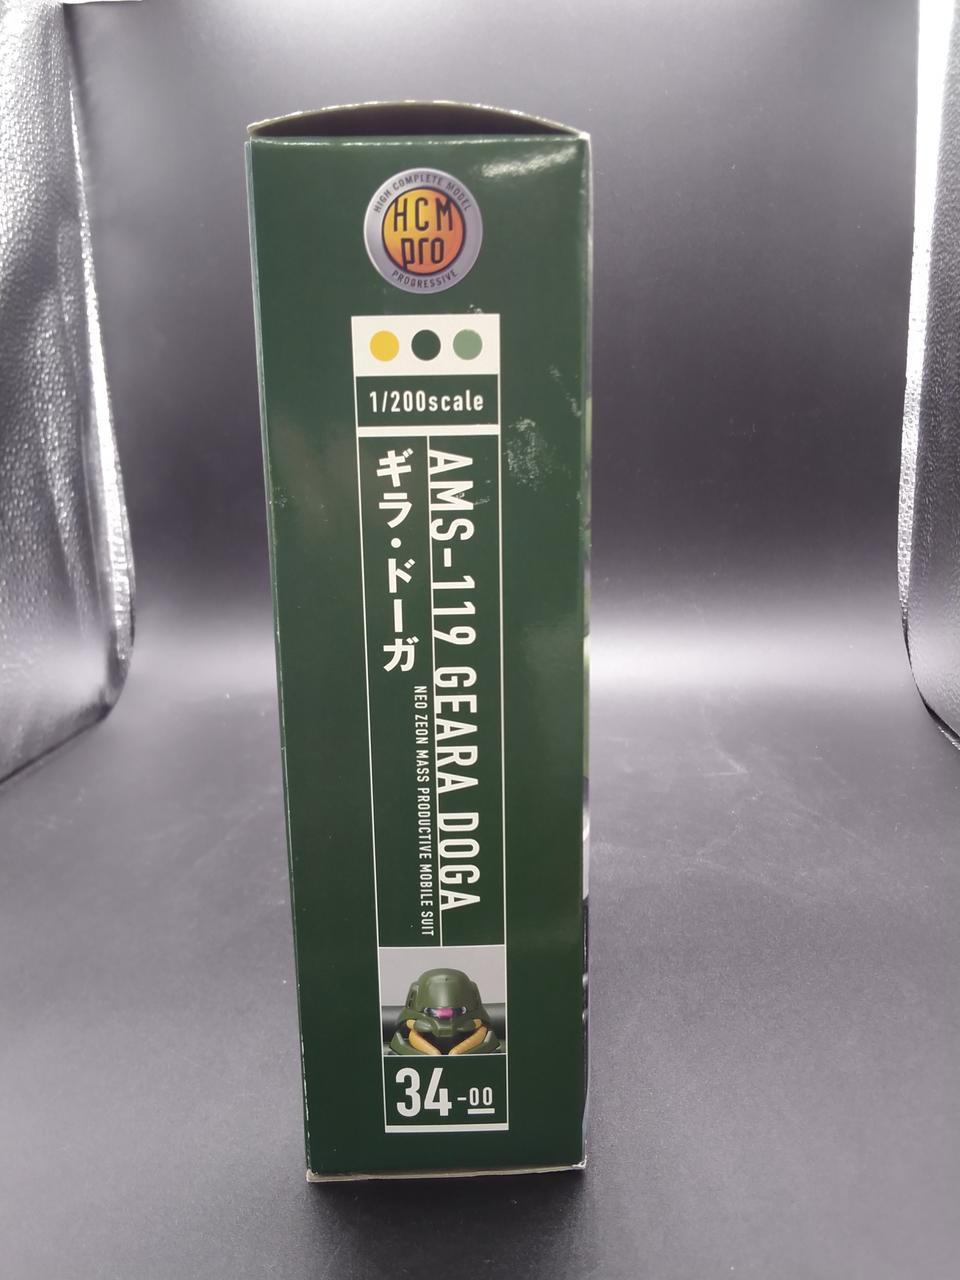 HIGH COMPLETE MODEL
HCM
pro
PROGRESSIVE
1/200scale
AMS-119 GEARA DOGA
ギラ・ドーガ
NEO ZEON MASS PRODUCTIVE MOBILE SUIT
34-00